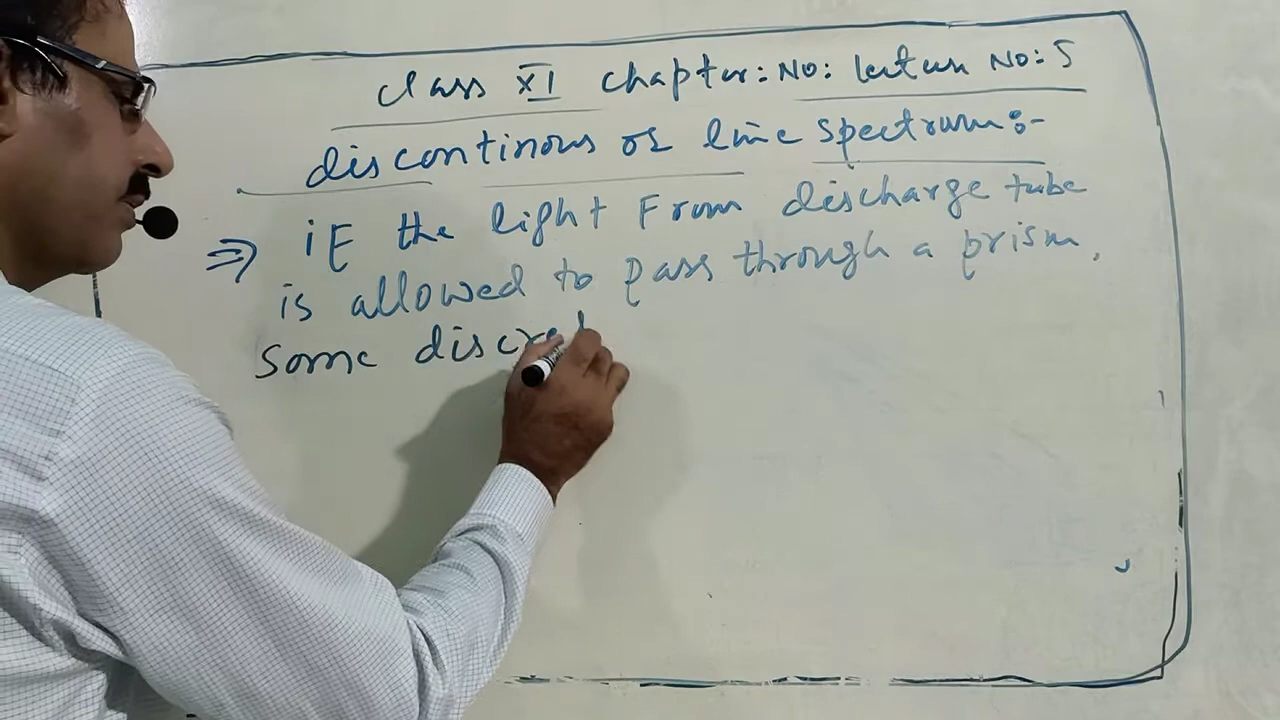 class XI chapter: No: lecture No: 5
discontinous or line spectrum:-
⇒ if the light From discharge tube
is allowed to pass through a prism,
some discret